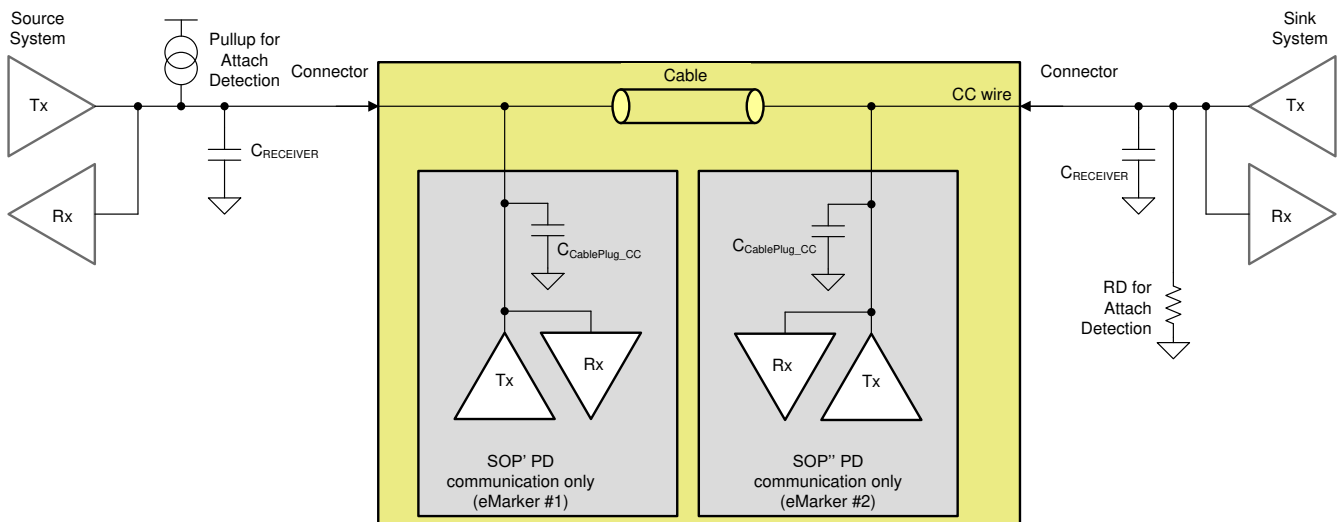 Source
System
Tx
Rx
Pullup for
Attach
Detection
Connector
CRECEIVER
Cable
CC wire
CCablePlug_CC
Tx
Rx
SOP' PD
communication only
(eMarker #1)
CCablePlug_CC
Rx
Tx
SOP'' PD
communication only
(eMarker #2)
Connector
CRECEIVER
RD for
Attach
Detection
Sink
System
Tx
Rx